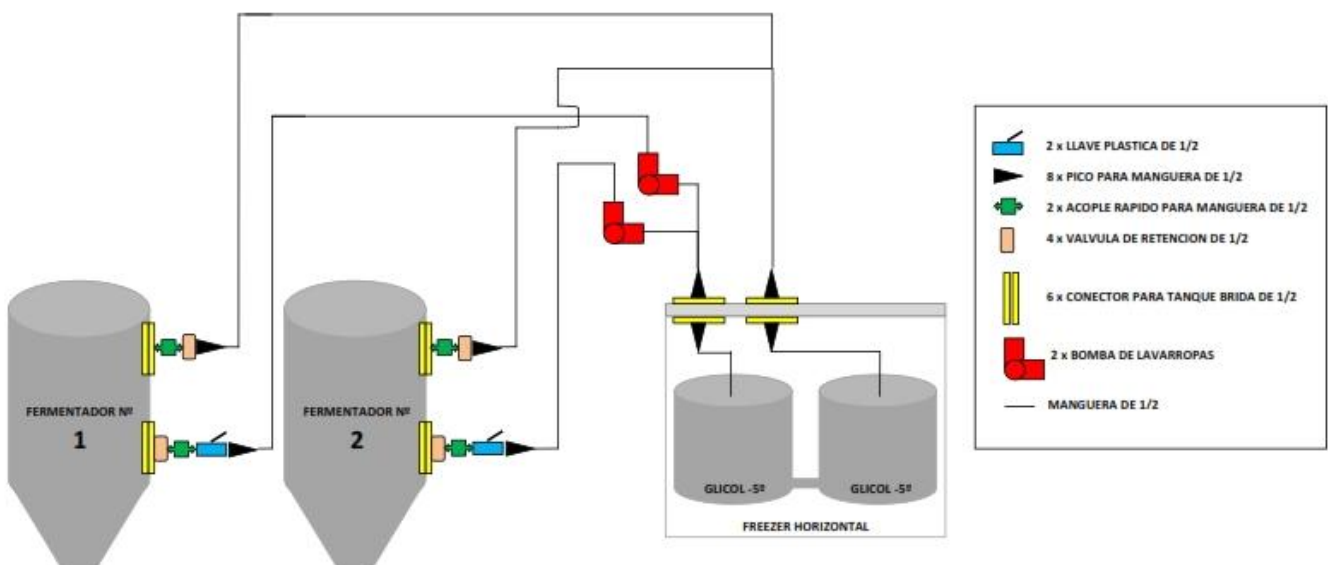 FERMENTADOR Nº
1
FERMENTADOR Nº
2
GLICOL -5º
GLICOL -5º
FREEZER HORIZONTAL
2 x LLAVE PLASTICA DE 1/2
8 x PICO PARA MANGUERA DE 1/2
2 x ACOPLE RAPIDO PARA MANGUERA DE 1/2
4 x VALVULA DE RETENCION DE 1/2
6 x CONECTOR PARA TANQUE BRIDA DE 1/2
2 x BOMBA DE LAVARROPAS
MANGUERA DE 1/2